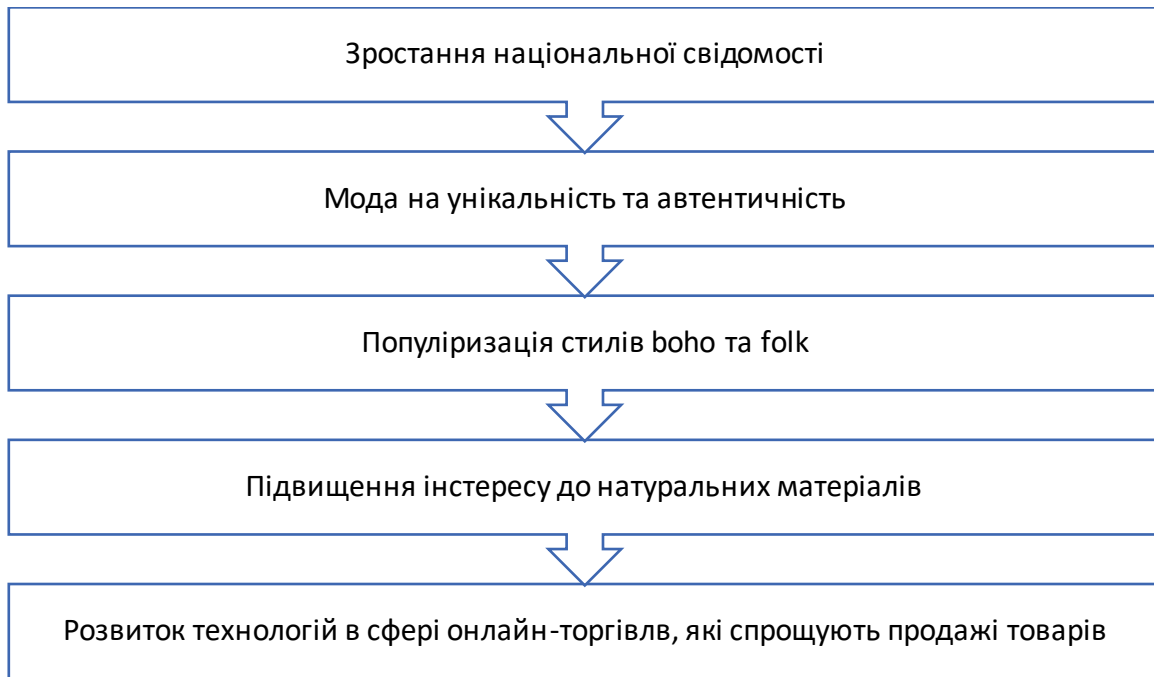 Зростання національної свідомості
Мода на унікальність та автентичність
Популіризація стилів boho та folk
Підвищення інстересу до натуральних матеріалів
Розвиток технологій в сфері онлайн-торгівлв, які спрощують продажі товарів